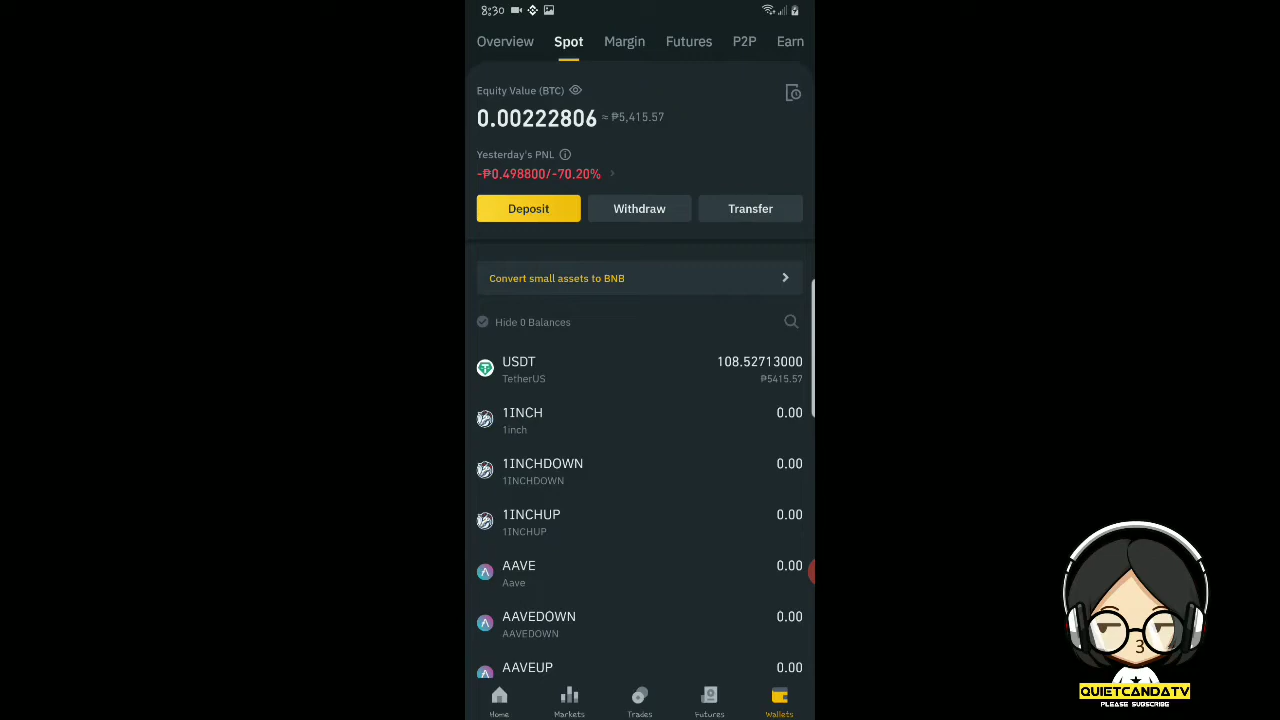 8:30
Overview Spot Margin Futures P2P Earn
Equity Value (BTC)
0.00222806 ≈ ₱5,415.57
Yesterday's PNL
-₱0.498800/-70.20%
Deposit Withdraw Transfer
Convert small assets to BNB
Hide 0 Balances
USDT 108.52713000
TetherUS ₱5415.57
1INCH 0.00
1inch
1INCHDOWN 0.00
1INCHDOWN
1INCHUP 0.00
1INCHUP
AAVE 0.00
Aave
AAVEDOWN 0.00
AAVEDOWN
AAVEUP 0.00
Home Markets Trades Futures Wallets
QUIETCANDATV
PLEASE SUBSCRIBE